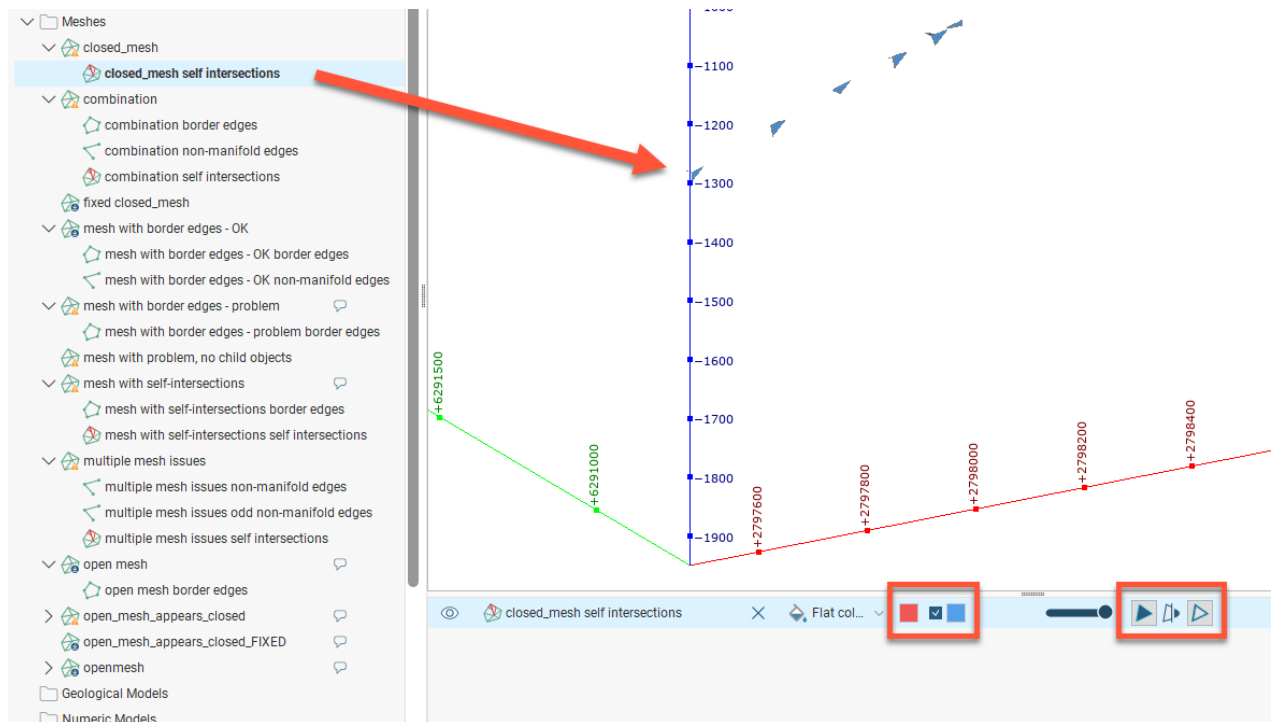 Meshes
closed_mesh
closed_mesh self intersections
combination
combination border edges
combination non-manifold edges
combination self intersections
fixed closed_mesh
mesh with border edges - OK
mesh with border edges - OK border edges
mesh with border edges - OK non-manifold edges
mesh with border edges - problem
mesh with border edges - problem border edges
mesh with problem, no child objects
mesh with self-intersections
mesh with self-intersections border edges
mesh with self-intersections self intersections
multiple mesh issues
multiple mesh issues non-manifold edges
multiple mesh issues odd non-manifold edges
multiple mesh issues self intersections
open mesh
open mesh border edges
open_mesh_appears_closed
open_mesh_appears_closed_FIXED
openmesh
Geological Models
Numeric Models
-1100
-1200
-1300
-1400
-1500
-1600
-1700
-1800
-1900
+6291500
+6291000
+2797600
+2797800
+2798000
+2798200
+2798400
closed_mesh self intersections
Flat col...